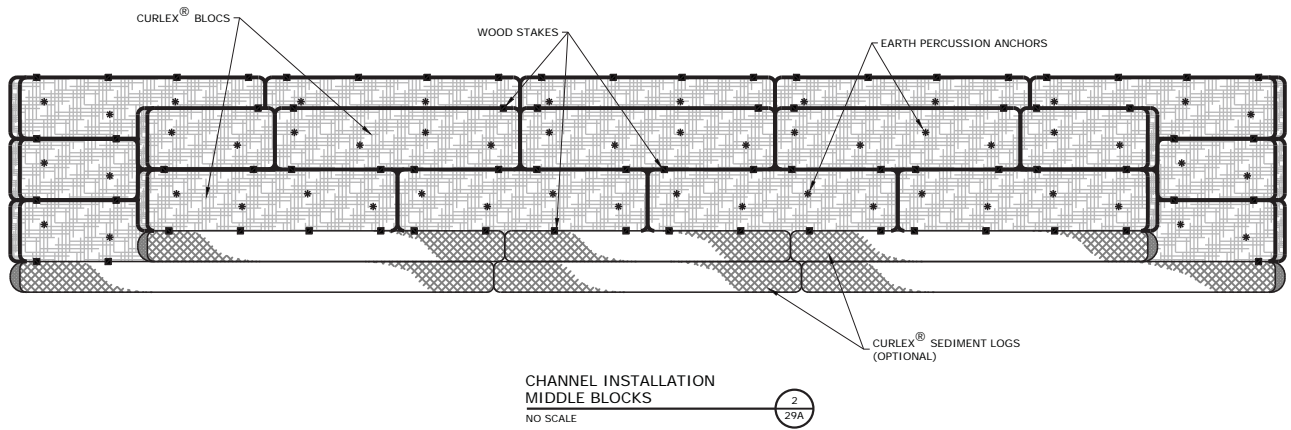 CURLEX® BLOCS
WOOD STAKES
EARTH PERCUSSION ANCHORS
CURLEX® SEDIMENT LOGS
(OPTIONAL)
CHANNEL INSTALLATION
MIDDLE BLOCKS
NO SCALE
2
29A